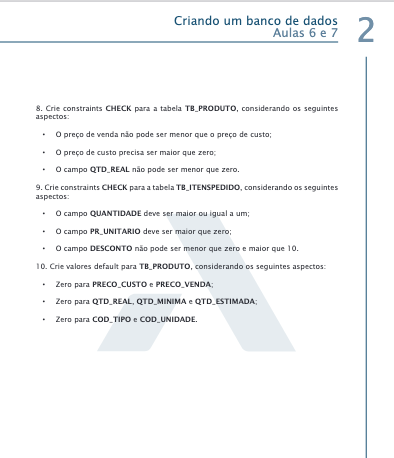 Criando um banco de dados
Aulas 6 e 7
2
8. Crie constraints CHECK para a tabela TB_PRODUTO, considerando os seguintes
aspectos:
• O preço de venda não pode ser menor que o preço de custo;
• O preço de custo precisa ser maior que zero;
• O campo QTD_REAL não pode ser menor que zero.
9. Crie constraints CHECK para a tabela TB_ITENSPEDIDO, considerando os seguintes
aspectos:
• O campo QUANTIDADE deve ser maior ou igual a um;
• O campo PR_UNITARIO deve ser maior que zero;
• O campo DESCONTO não pode ser menor que zero e maior que 10.
10. Crie valores default para TB_PRODUTO, considerando os seguintes aspectos:
• Zero para PRECO_CUSTO e PRECO_VENDA;
• Zero para QTD_REAL, QTD_MINIMA e QTD_ESTIMADA;
• Zero para COD_TIPO e COD_UNIDADE.